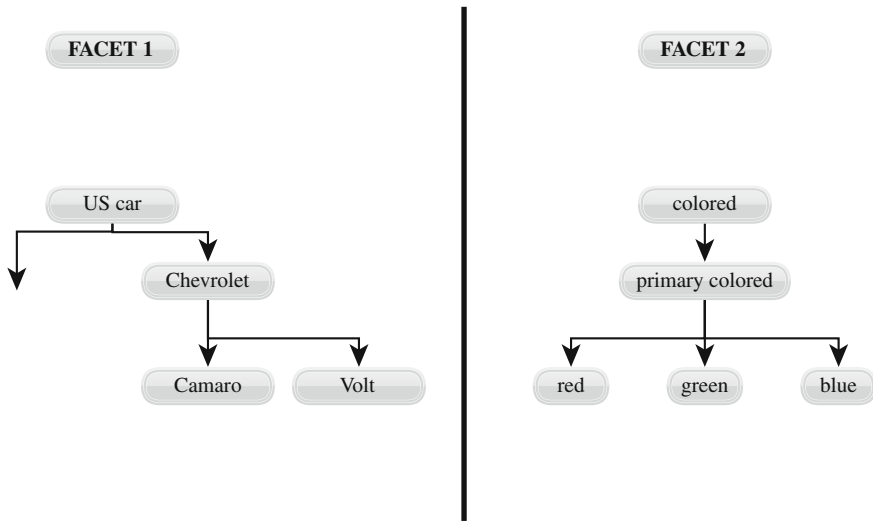 FACET 1
FACET 2
US car
colored
Chevrolet
primary colored
Camaro
Volt
red
green
blue